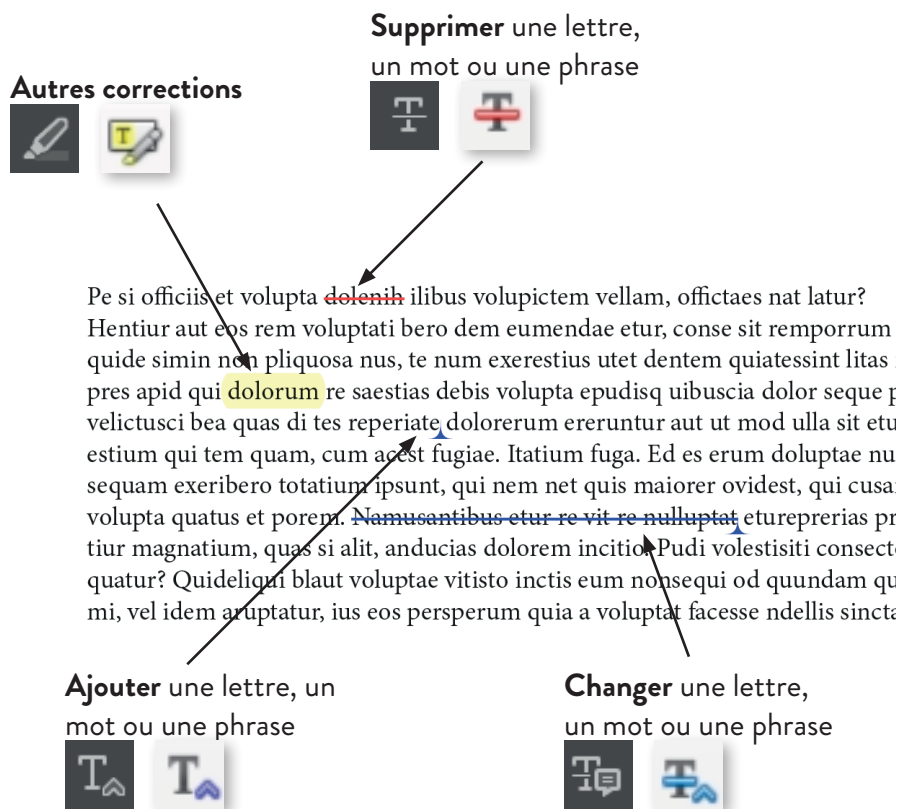 Supprimer une lettre,
un mot ou une phrase
Autres corrections
Pe si officiis et volupta dolenih ilibus volupictem vellam, offictaes nat latur?
Hentiur aut eos rem voluptati bero dem eumendae etur, conse sit remporrum
quide simin non pliquosa nus, te num exerestius utet dentem quiatessint litas
pres apid qui dolorum re saestias debis volupta epudisq uibuscia dolor seque p
velictusci bea quas di tes reperiate dolorerum ereruntur aut ut mod ulla sit etu
estium qui tem quam, cum acest fugiae. Itatium fuga. Ed es erum doluptae nu
sequam exeribero totatium ipsunt, qui nem net quis maiorer ovidest, qui cusa
volupta quatus et porem. Namusantibus etur re vit re nulluptat etureprerias pr
tiur magnatium, quas si alit, anducias dolorem incitio. Pudi volestisiti consect
quatur? Quideliqui blaut voluptae vitisto inctis eum nonsequi od quundam qu
mi, vel idem aruptatur, ius eos persperum quia a voluptat facesse ndellis sincta
Ajouter une lettre, un
mot ou une phrase
Changer une lettre,
un mot ou une phrase